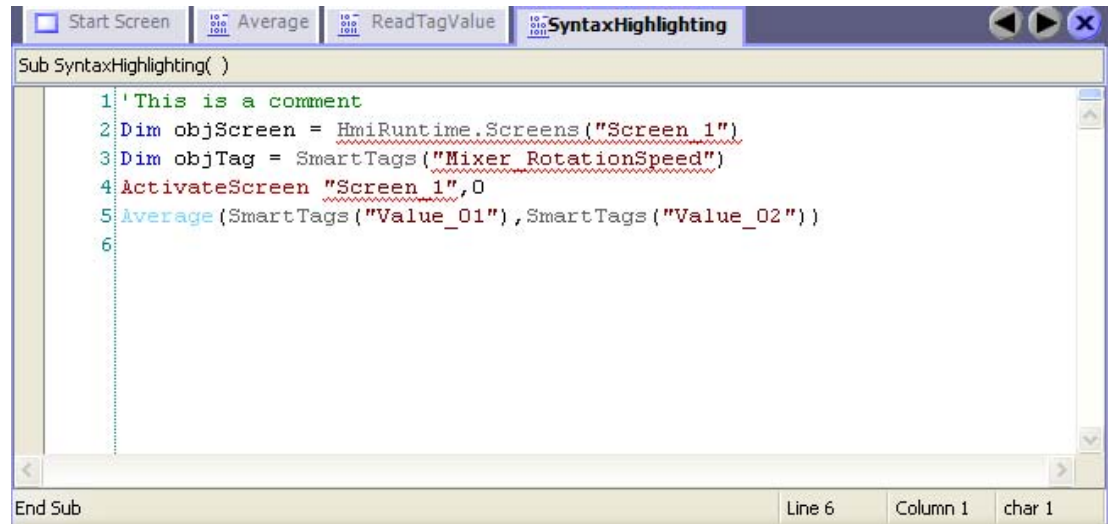 Start Screen Average ReadTagValue SyntaxHighlighting
Sub SyntaxHighlighting( )
1 'This is a comment
2 Dim objScreen = HmiRuntime.Screens("Screen_1")
3 Dim objTag = SmartTags("Mixer_RotationSpeed")
4 ActivateScreen "Screen_1",0
5 Average(SmartTags("Value_01"),SmartTags("Value_02"))
6
End Sub Line 6 Column 1 char 1